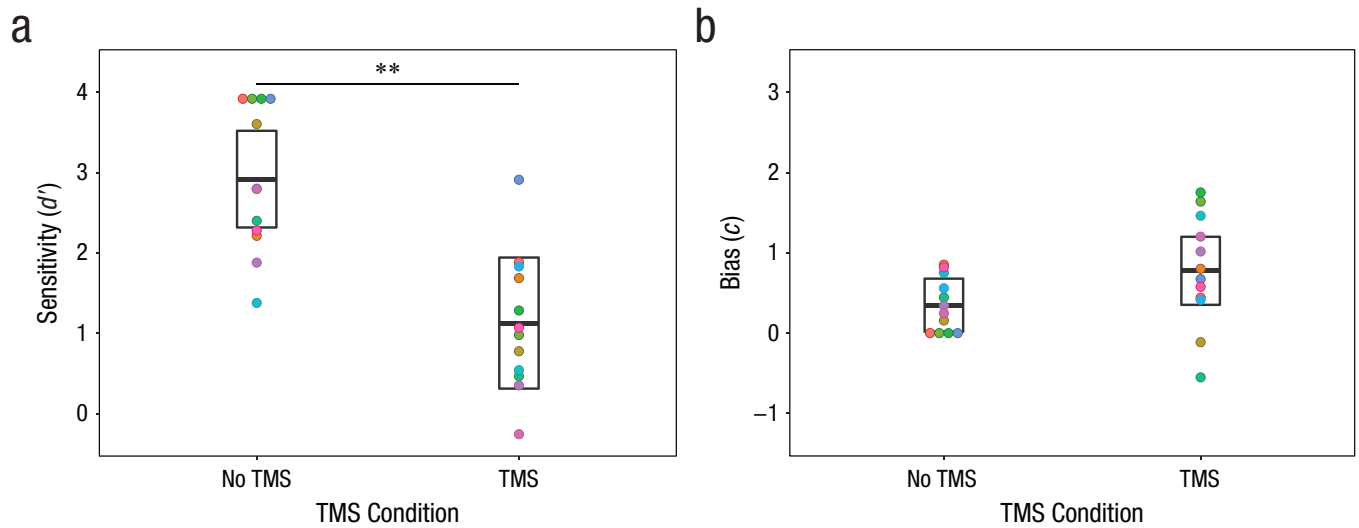 a
**
4
3
2
1
0
Sensitivity (d′)
No TMS
TMS
TMS Condition
b
3
2
1
0
−1
Bias (c)
No TMS
TMS
TMS Condition